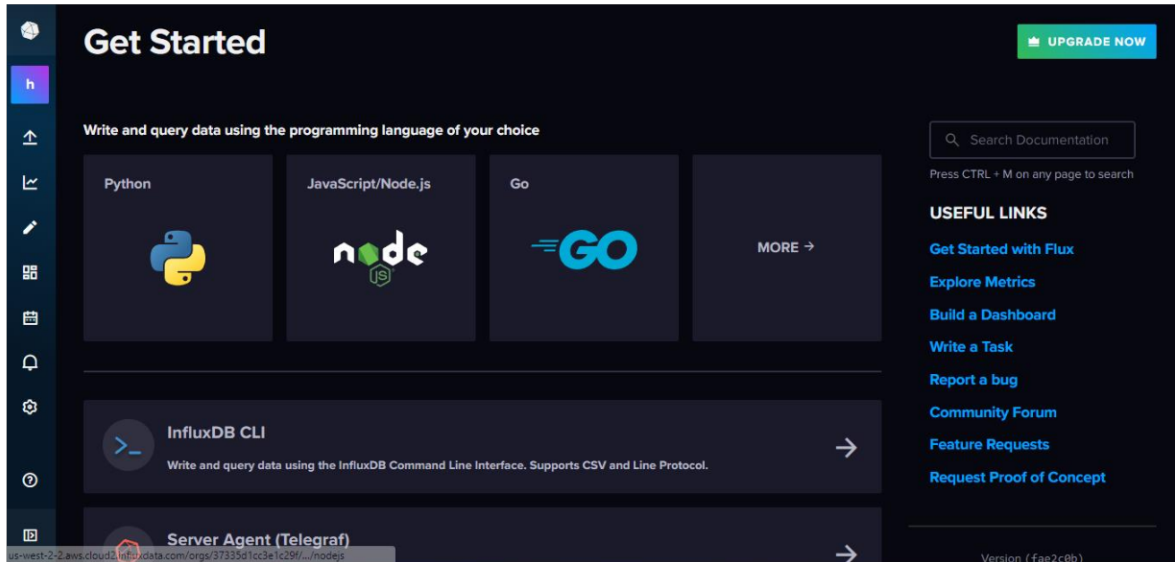 Get Started
UPGRADE NOW
h
Write and query data using the programming language of your choice
Python
JavaScript/Node.js
Go
node
JS
GO
MORE →
InfluxDB CLI
Write and query data using the InfluxDB Command Line Interface. Supports CSV and Line Protocol.
Server Agent (Telegraf)
us-west-2-2.aws.cloud2.influxdata.com/orgs/37335d1cc3e1c29f/.../nodejs
Search Documentation
Press CTRL + M on any page to search
USEFUL LINKS
Get Started with Flux
Explore Metrics
Build a Dashboard
Write a Task
Report a bug
Community Forum
Feature Requests
Request Proof of Concept
Version (fae2c0b)